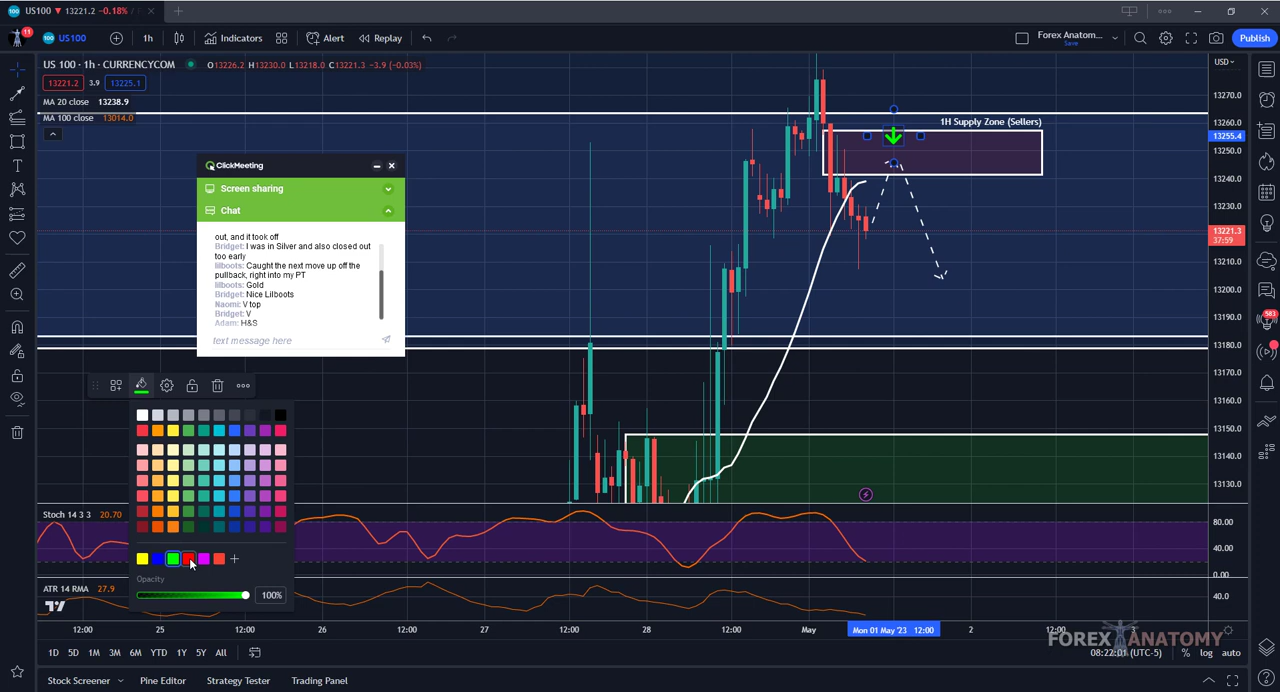 100 US100 ▼ 13221.2 −0.18% /
11 100 US100 1h Indicators Alert Replay Forex Anatom... Save Publish
US 100 · 1h · CURRENCYCOM O13226.2 H13230.0 L13218.0 C13221.3 −3.9 (−0.03%)
13221.2 3.9 13225.1
MA 20 close 13238.9
MA 100 close 13014.0
USD
13270.0
13260.0
13255.4
13250.0
13240.0
13230.0
13221.3
37:59
13210.0
13200.0
13190.0
13180.0
13170.0
13160.0
13150.0
13140.0
13130.0
80.00
40.00
0.00
40.0
1H Supply Zone (Sellers)
ClickMeeting
Screen sharing
Chat
out, and it took off
Bridget: I was in Silver and also closed out
too early
lilboots: Caught the next move up off the
pullback, right into my PT
lilboots: Gold
Bridget: Nice Lilboots
Naomi: V top
Bridget: V
Adam: H&S
text message here
583
Opacity
100%
Stoch 14 3 3 20.70
ATR 14 RMA 27.9
12:00 25 12:00 26 12:00 27 12:00 28 12:00 May Mon 01 May '23 12:00 2 12:00
FOREX ANATOMY
1D 5D 1M 3M 6M YTD 1Y 5Y All 08:22:01 (UTC-5) % log auto
Stock Screener Pine Editor Strategy Tester Trading Panel